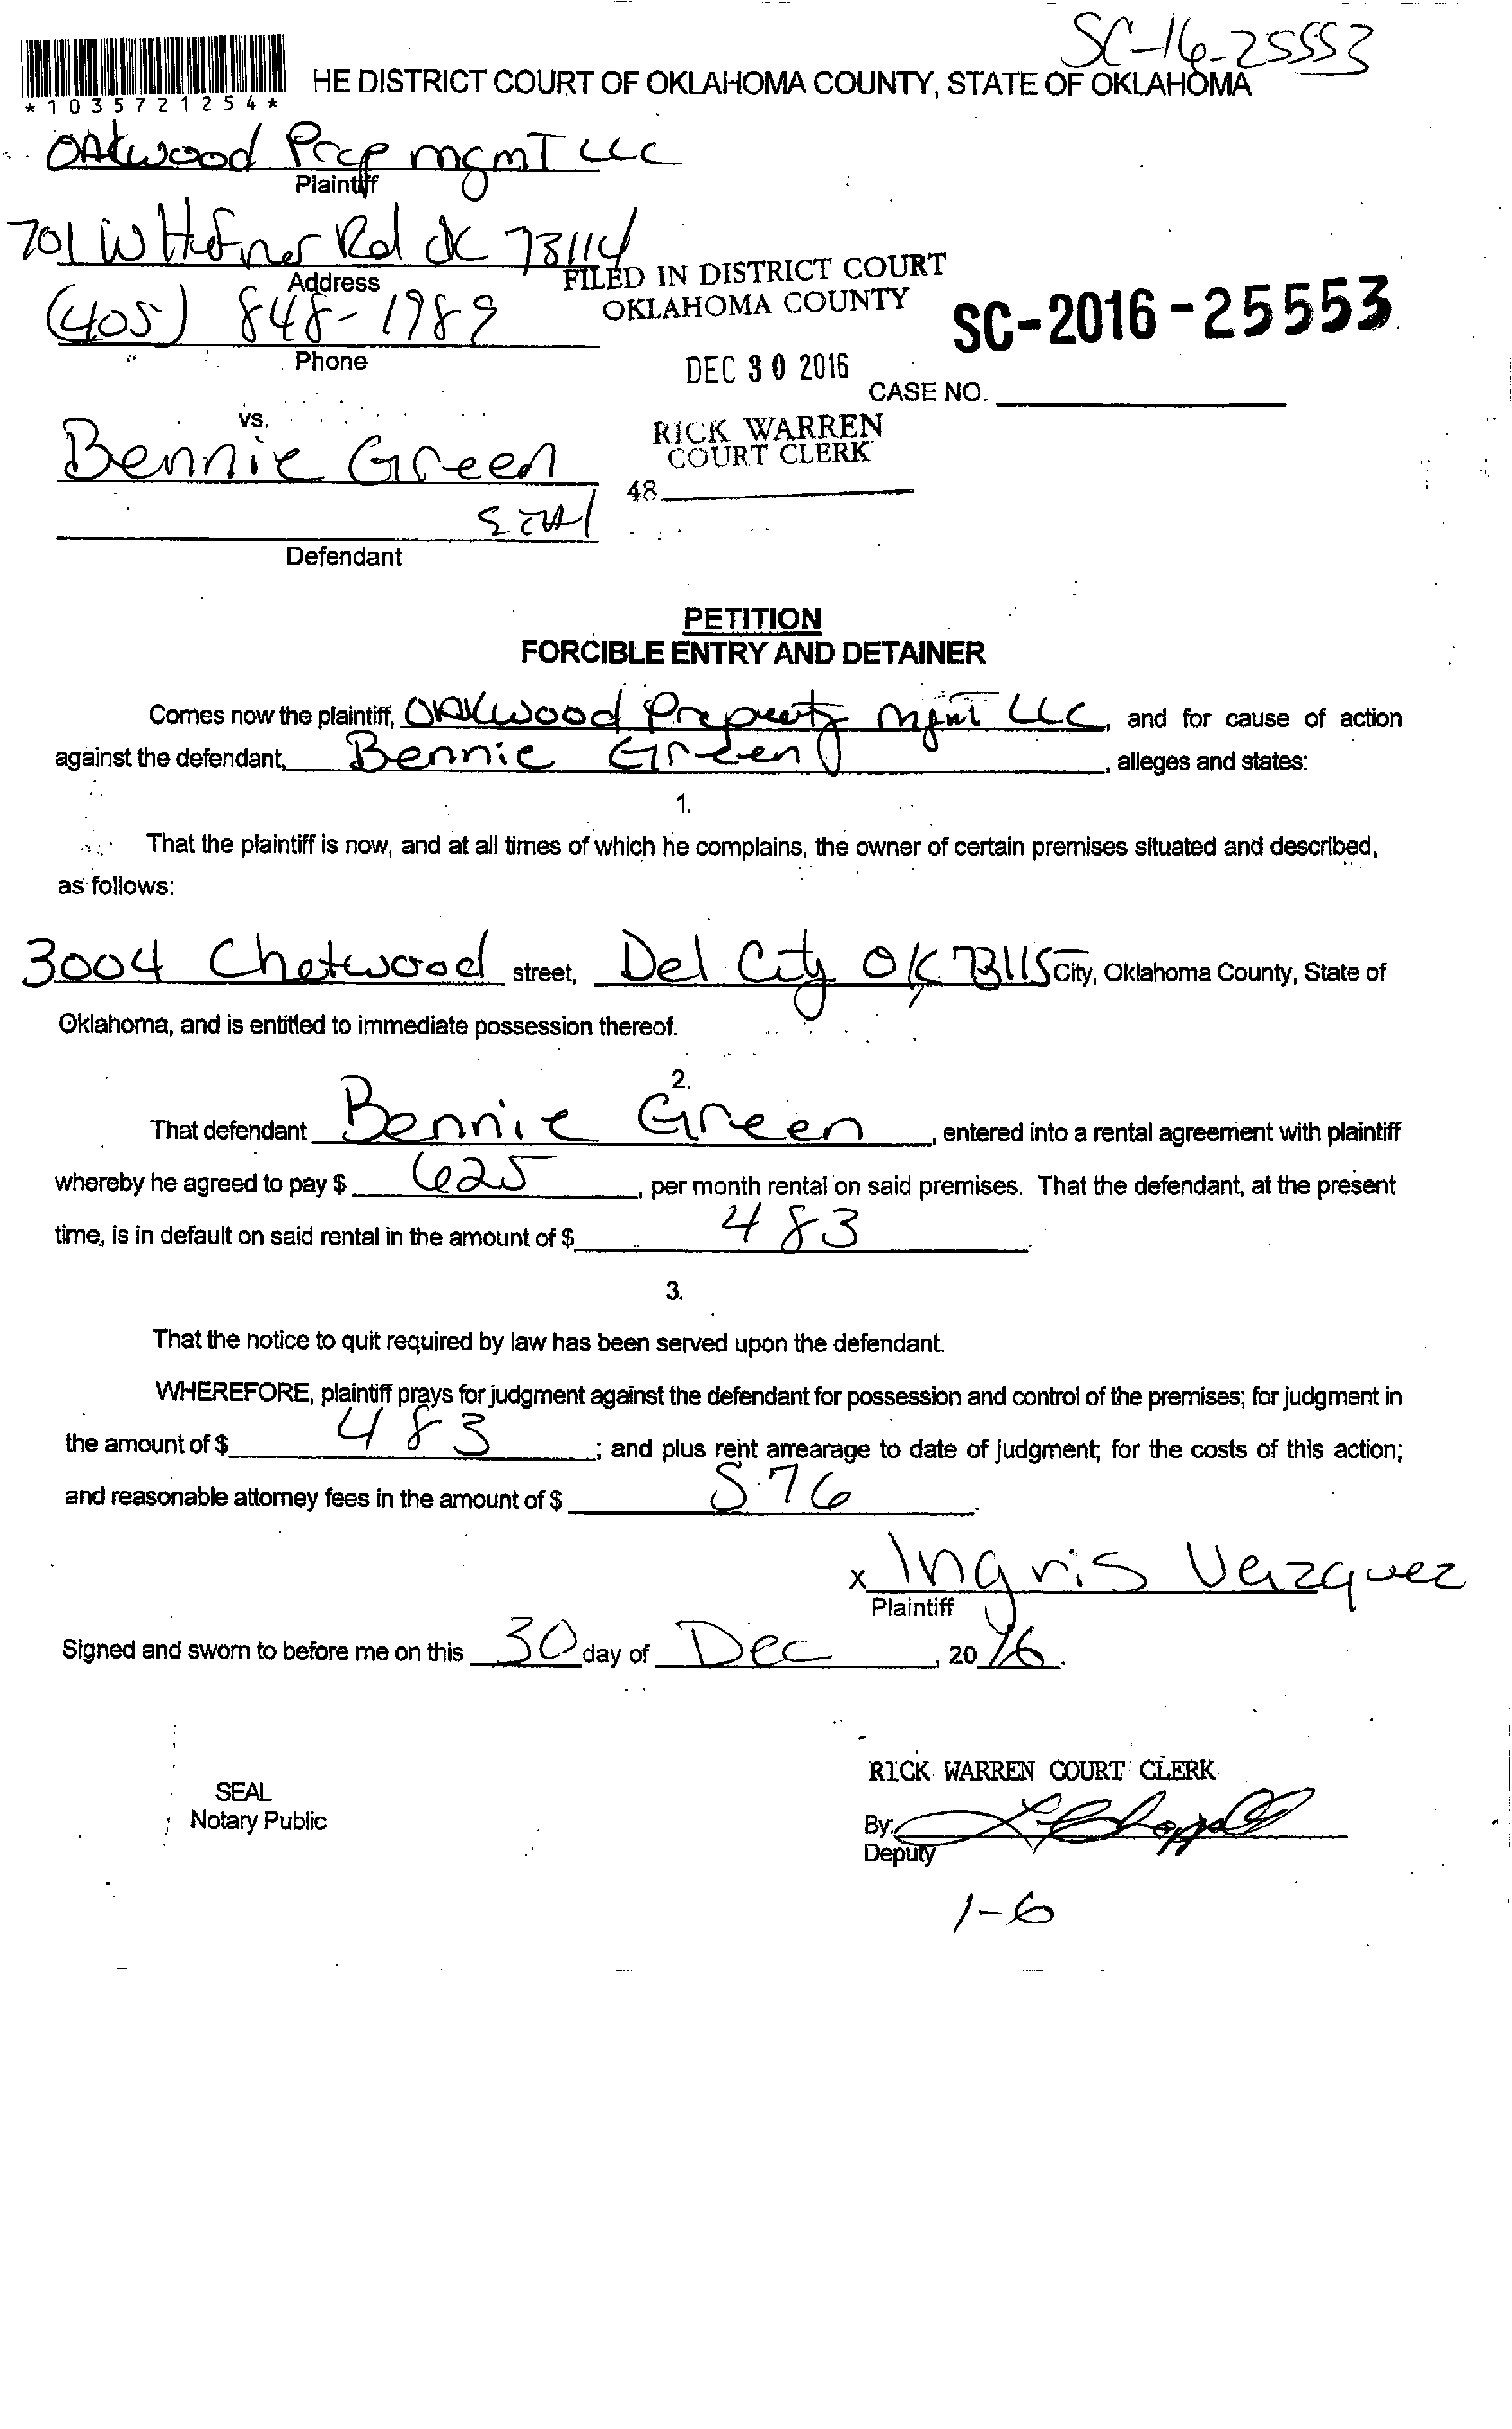 SC-16-25553
HE DISTRICT COURT OF OKLAHOMA COUNTY, STATE OF OKLAHOMA
*1035721254*
Oakwood Prop mgmT LLC
Plaintiff
701 W Hefner Rd OK 73114
Address
FILED IN DISTRICT COURT
OKLAHOMA COUNTY
(405) 848-1989
SC-2016-25553
Phone
DEC 30 2016
CASE NO.
vs.
RICK WARREN
COURT CLERK
Bennie Green
48
Defendant
PETITION
FORCIBLE ENTRY AND DETAINER
Comes now the plaintiff, OAKwood Property Mgmt LLC, and for cause of action
against the defendant, Bennie Green, alleges and states:
1.
That the plaintiff is now, and at all times of which he complains, the owner of certain premises situated and described,
as follows:
3004 Chetwood street, Del City OK 73115 City, Oklahoma County, State of
Oklahoma, and is entitled to immediate possession thereof.
2.
That defendant Bennie Green, entered into a rental agreement with plaintiff
whereby he agreed to pay $ 625, per month rental on said premises. That the defendant, at the present
time, is in default on said rental in the amount of $ 483.
3.
That the notice to quit required by law has been served upon the defendant.
WHEREFORE, plaintiff prays for judgment against the defendant for possession and control of the premises; for judgment in
the amount of $ 483; and plus rent arrearage to date of judgment; for the costs of this action;
and reasonable attorney fees in the amount of $ 576.
x Ingris Vazquez
Plaintiff
Signed and sworn to before me on this 30 day of Dec, 2016.
RICK WARREN COURT CLERK
SEAL
Notary Public
By:
Deputy
1-6